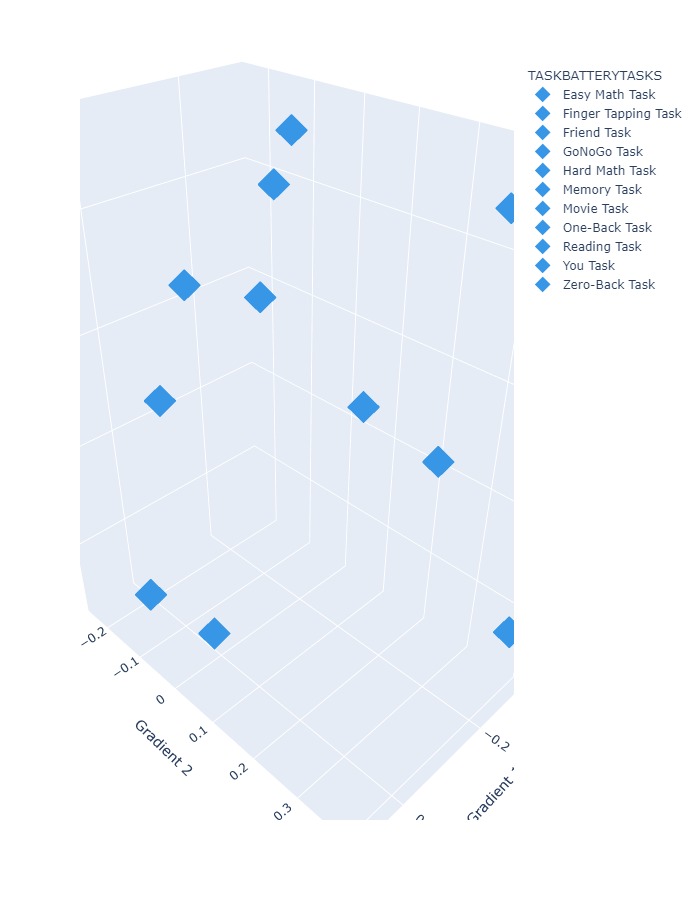 TASKBATTERYTASKS
Easy Math Task
Finger Tapping Task
Friend Task
GoNoGo Task
Hard Math Task
Memory Task
Movie Task
One-Back Task
Reading Task
You Task
Zero-Back Task
−0.2
−0.1
0
0.1
0.2
0.3
Gradient 2
−0.2
Gradient